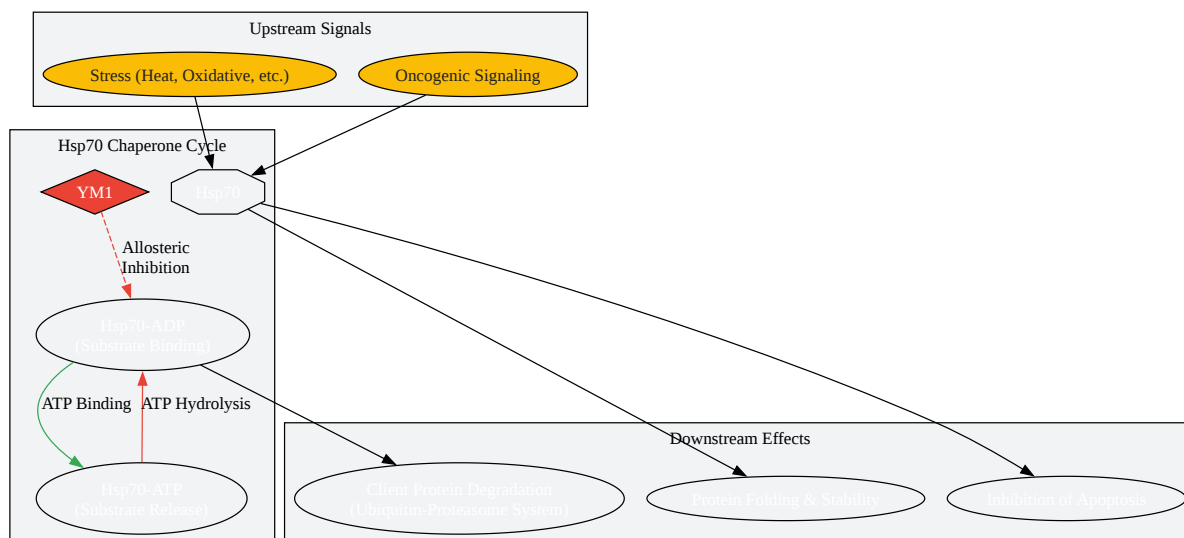 Upstream Signals
Stress (Heat, Oxidative, etc.)
Oncogenic Signaling
Hsp70 Chaperone Cycle
YM1
Hsp70
Allosteric
Inhibition
Hsp70-ADP
(Substrate Binding)
ATP Binding
ATP Hydrolysis
Downstream Effects
Hsp70-ATP
(Substrate Release)
Client Protein Degradation
(Ubiquitin-Proteasome System)
Protein Folding & Stability
Inhibition of Apoptosis